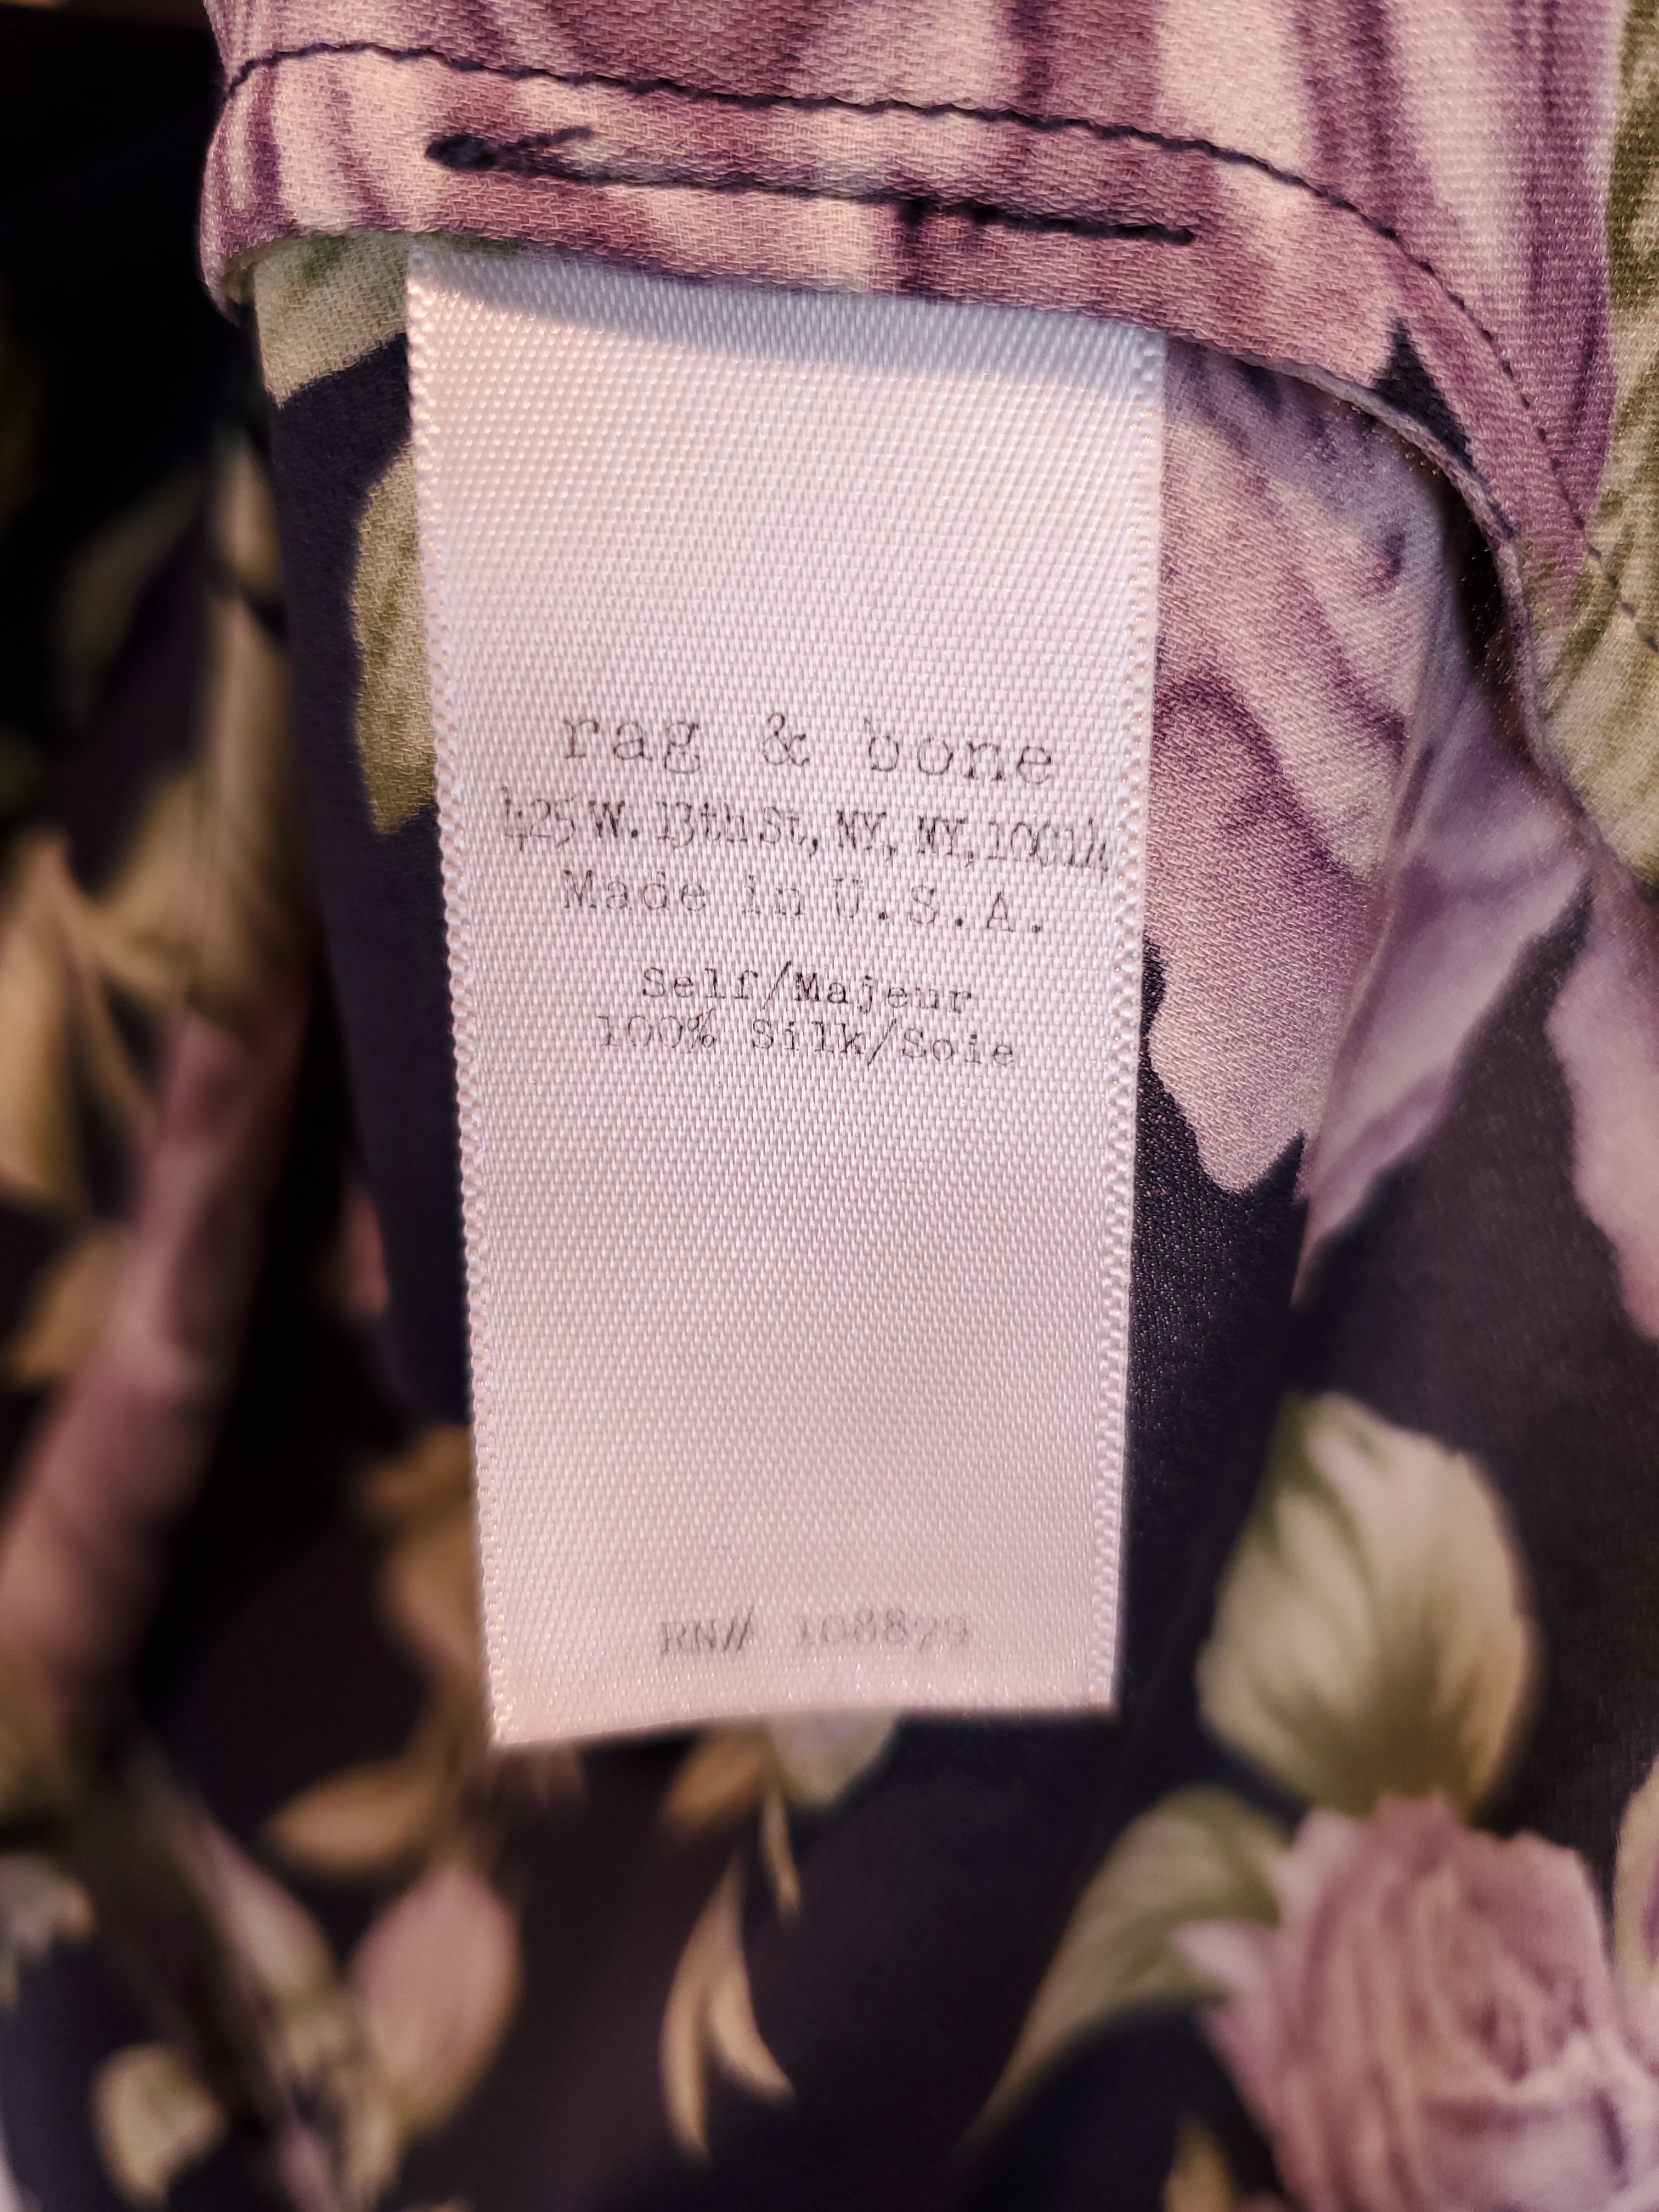 rag & bone
425 W. 13th St, NY, NY, 10014
Made in U.S.A.
Self/Majeur
100% Silk/Soie
RN# 108879